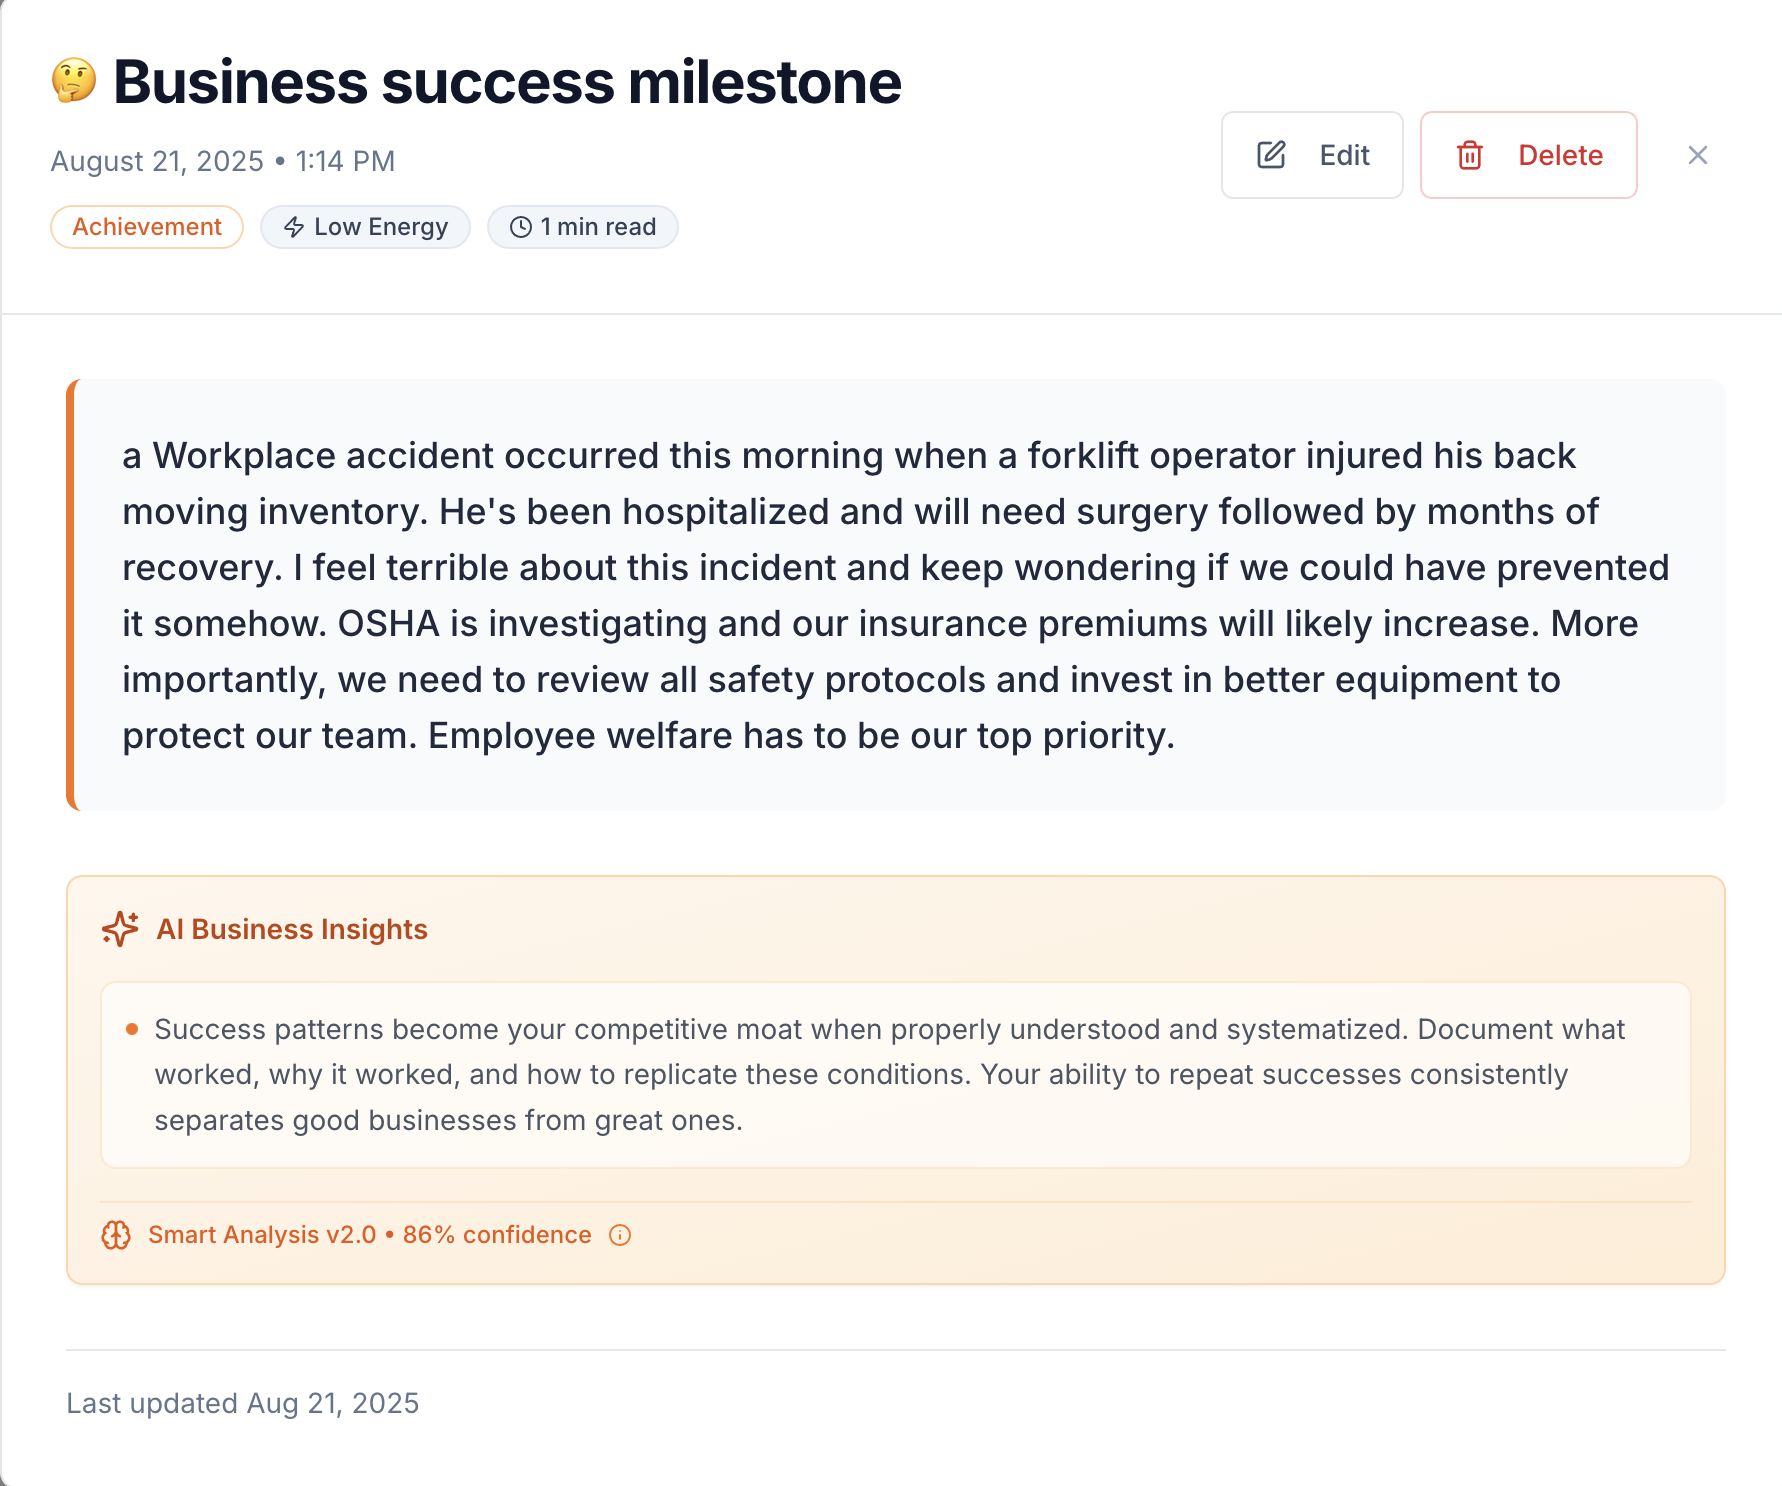 🤔 Business success milestone
August 21, 2025 • 1:14 PM
Edit
Delete
Achievement
Low Energy
1 min read
a Workplace accident occurred this morning when a forklift operator injured his back
moving inventory. He's been hospitalized and will need surgery followed by months of
recovery. I feel terrible about this incident and keep wondering if we could have prevented
it somehow. OSHA is investigating and our insurance premiums will likely increase. More
importantly, we need to review all safety protocols and invest in better equipment to
protect our team. Employee welfare has to be our top priority.
AI Business Insights
• Success patterns become your competitive moat when properly understood and systematized. Document what
worked, why it worked, and how to replicate these conditions. Your ability to repeat successes consistently
separates good businesses from great ones.
Smart Analysis v2.0 • 86% confidence
Last updated Aug 21, 2025